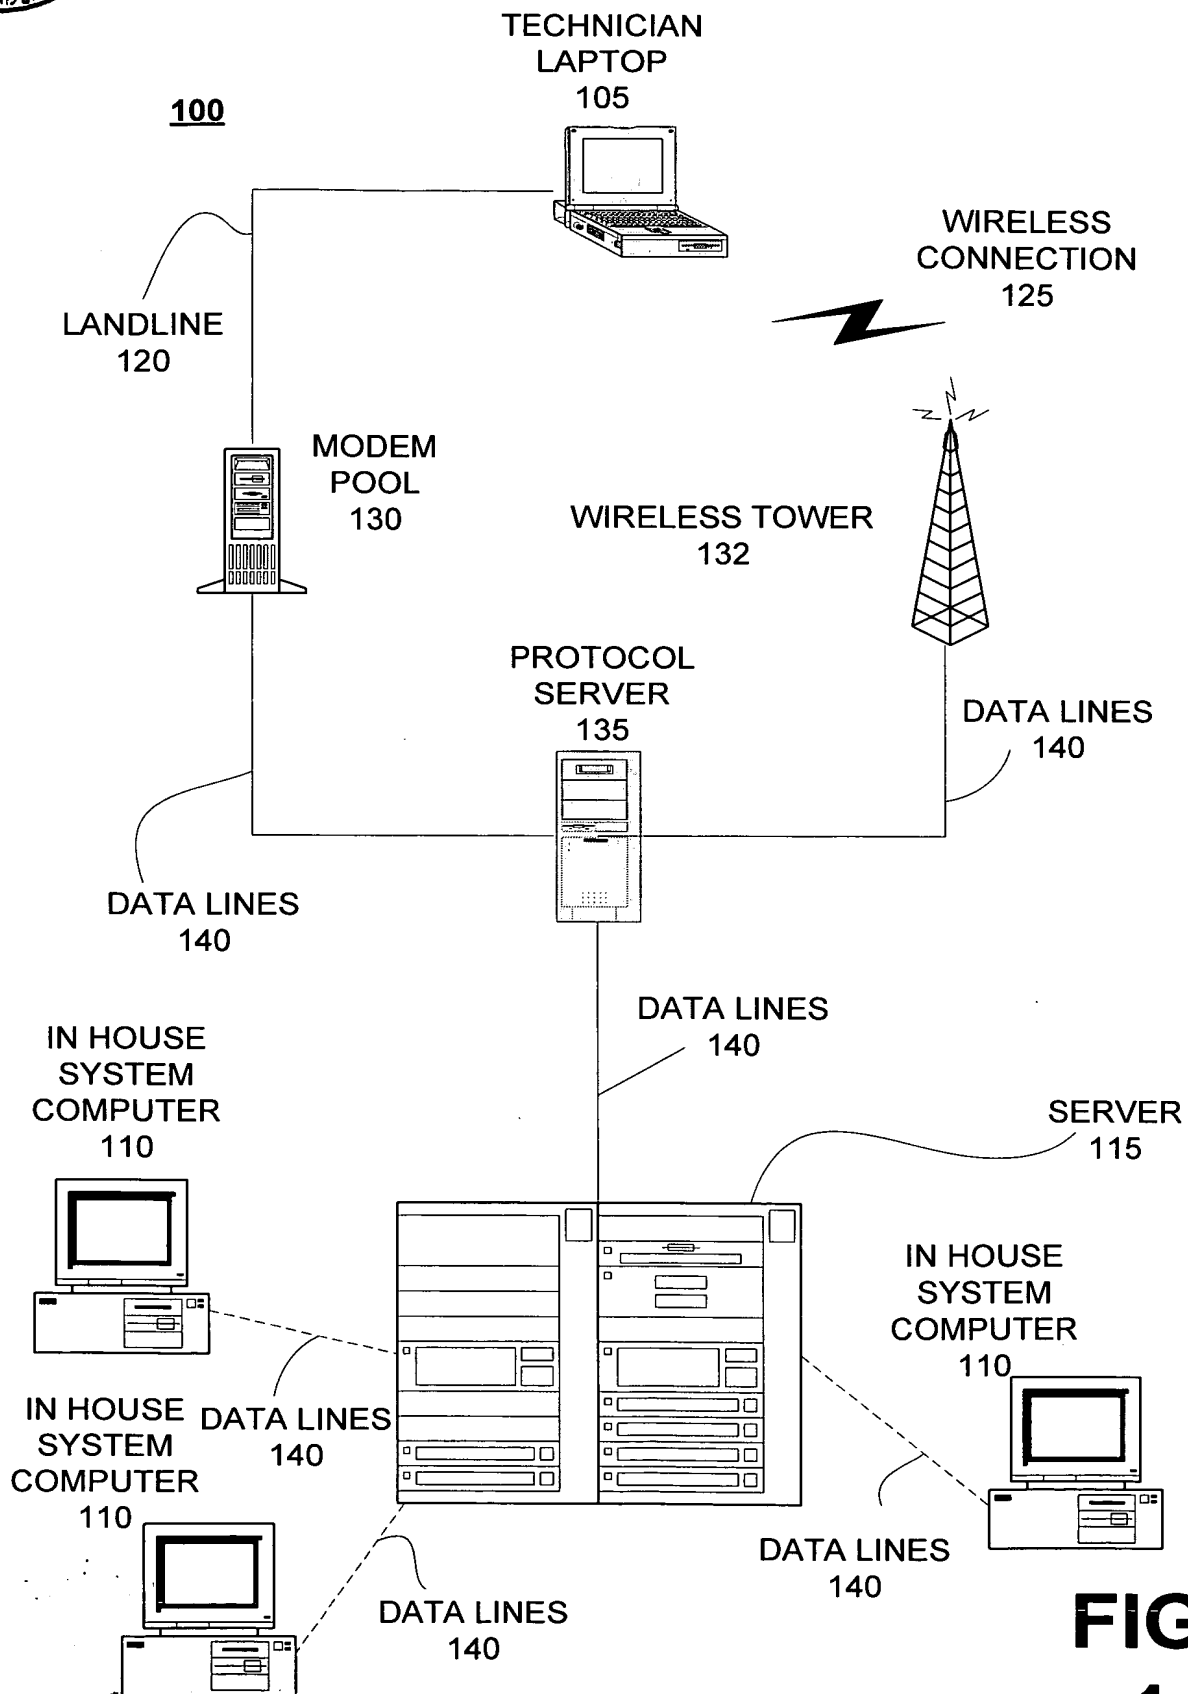 TECHNICIAN
LAPTOP
105
100
WIRELESS
CONNECTION
125
LANDLINE
120
MODEM
POOL
130
WIRELESS TOWER
132
PROTOCOL
SERVER
135
DATA LINES
140
DATA LINES
140
DATA LINES
140
IN HOUSE
SYSTEM
COMPUTER
110
SERVER
115
IN HOUSE
SYSTEM
COMPUTER
110
DATA LINES
140
IN HOUSE
SYSTEM
COMPUTER
110
DATA LINES
140
DATA LINES
140
FIG
1